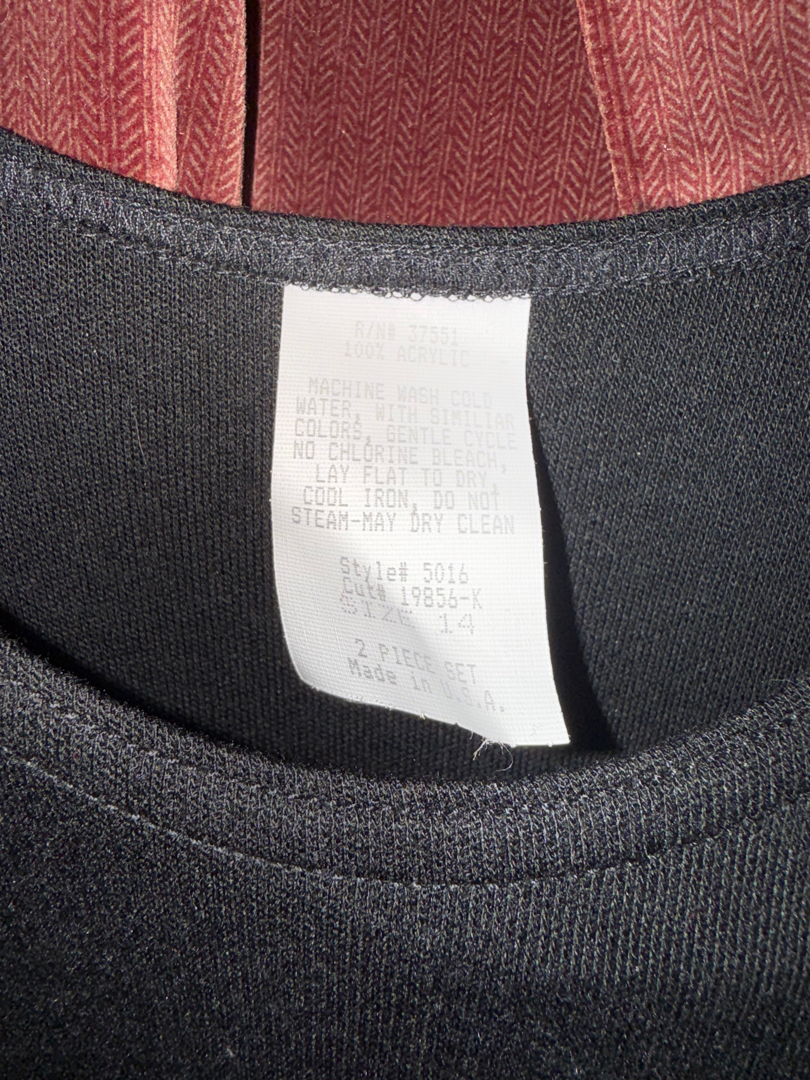 R/N# 37551
100% ACRYLIC
MACHINE WASH COLD
WATER, WITH SIMILIAR
COLORS, GENTLE CYCLE
NO CHLORINE BLEACH,
LAY FLAT TO DRY,
COOL IRON, DO NOT
STEAM-MAY DRY CLEAN
Style# 5016
Cut# 19856-K
SIZE 14
2 PIECE SET
Made in U.S.A.